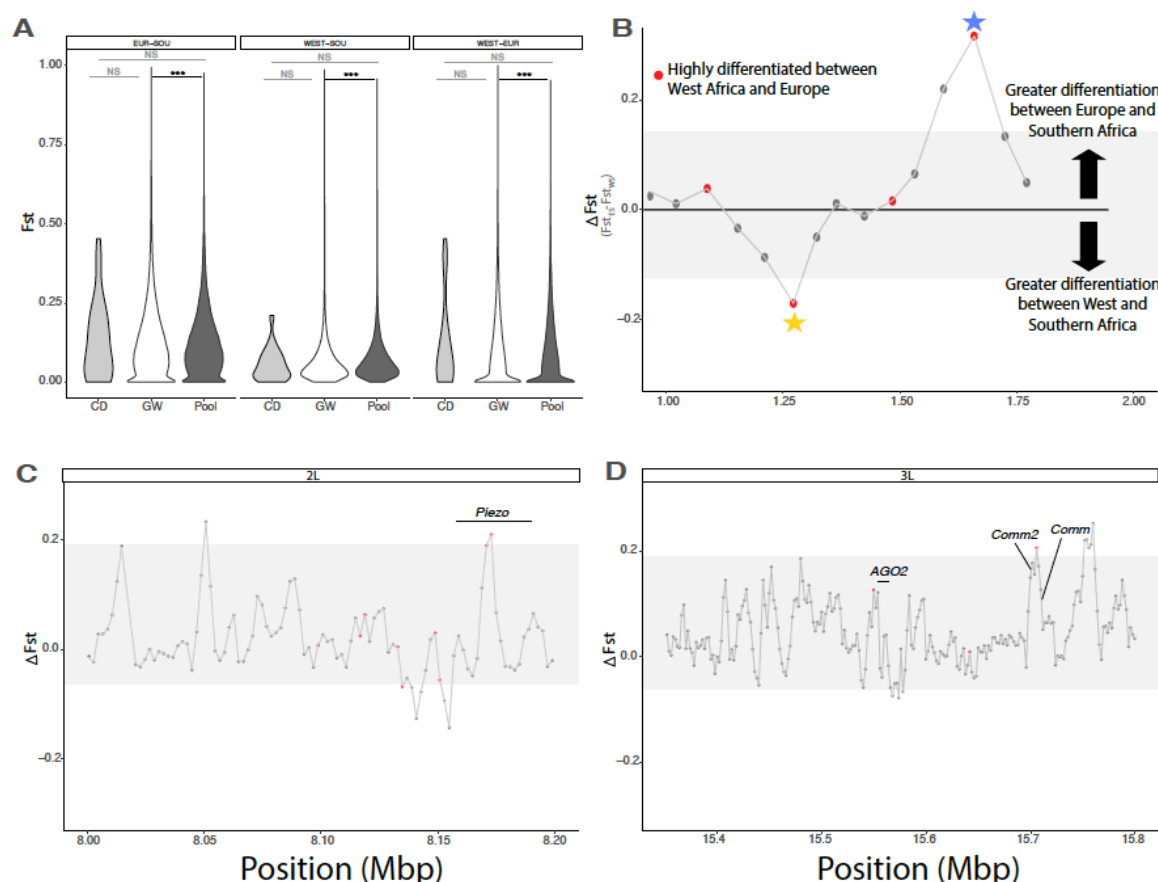 A
EUR-SOU
WEST-SOU
WEST-EUR
NS
NS
NS
NS
***
NS
***
NS
***
1.00
0.75
0.50
0.25
0.00
Fst
CD
GW
Pool
CD
GW
Pool
CD
GW
Pool
B
Highly differentiated between
West Africa and Europe
Greater differentiation
between Europe and
Southern Africa
Greater differentiation
between West and
Southern Africa
0.2
0.0
−0.2
Δ Fst
(Fst_ES- Fst_WS)
1.00
1.25
1.50
1.75
2.00
C
2L
Piezo
0.2
0.0
−0.2
Δ Fst
8.00
8.05
8.10
8.15
8.20
Position (Mbp)
D
3L
Comm2
Comm
AGO2
0.2
0.0
−0.2
Δ Fst
15.4
15.5
15.6
15.7
15.8
Position (Mbp)